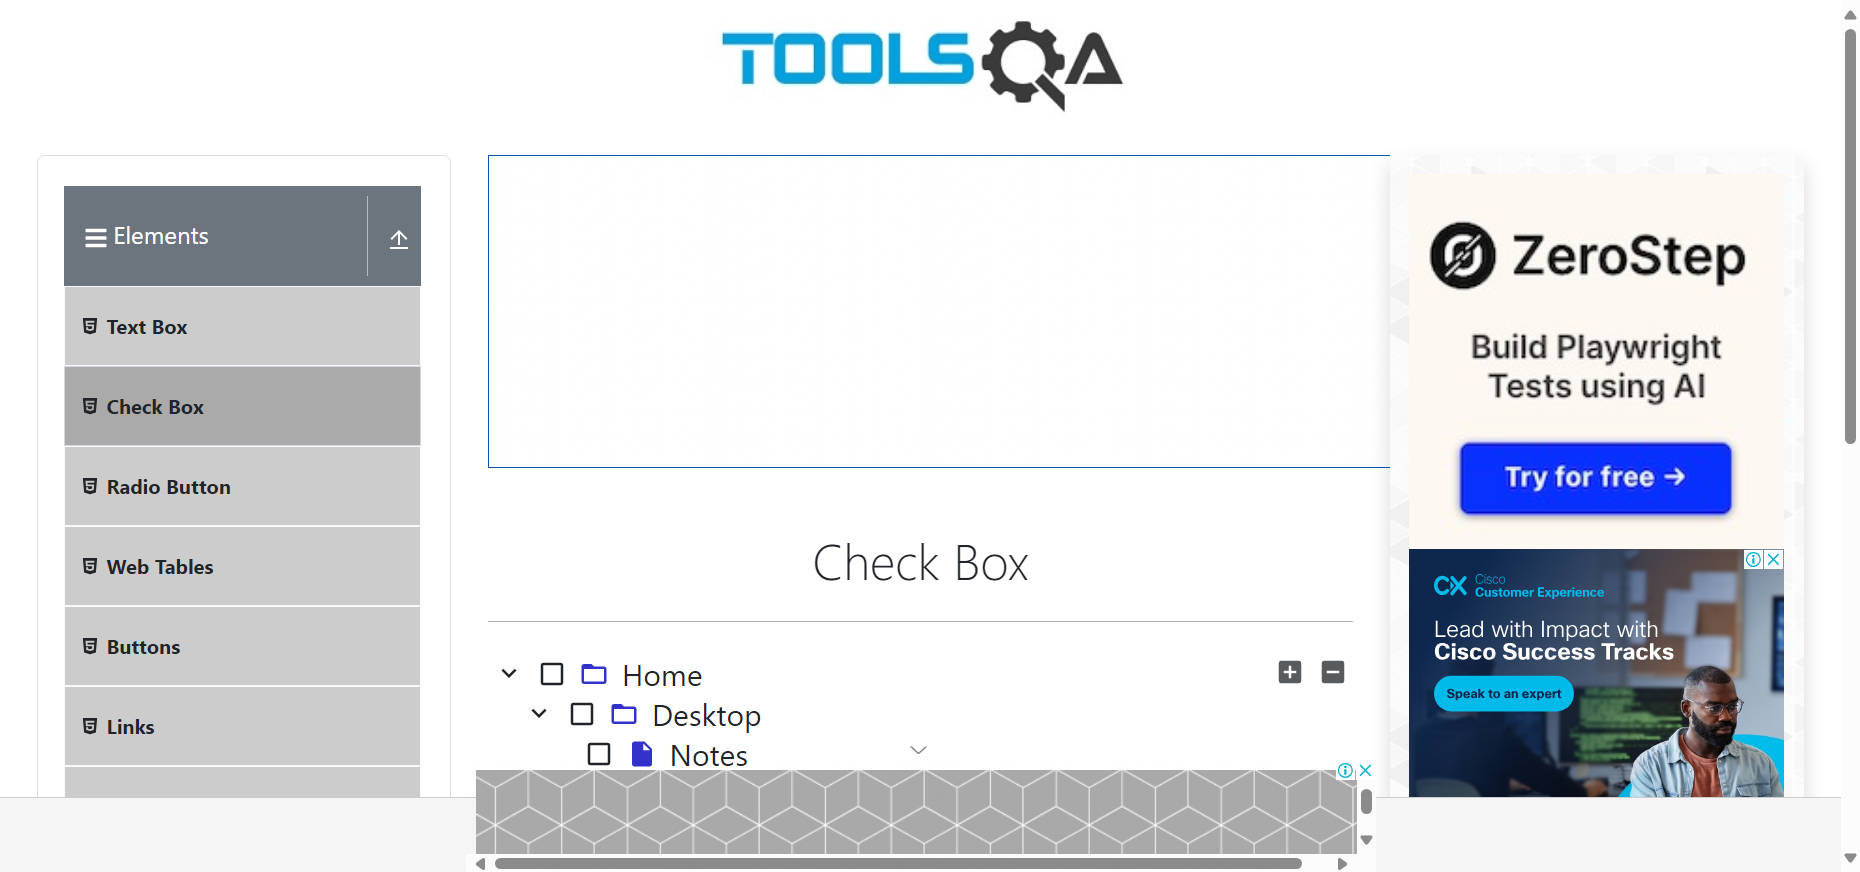 TOOLSQA
Elements
Text Box
Check Box
Radio Button
Web Tables
Buttons
Links
Check Box
Home
Desktop
Notes
ZeroStep
Build Playwright
Tests using AI
Try for free →
CX Cisco
Customer Experience
Lead with Impact with
Cisco Success Tracks
Speak to an expert